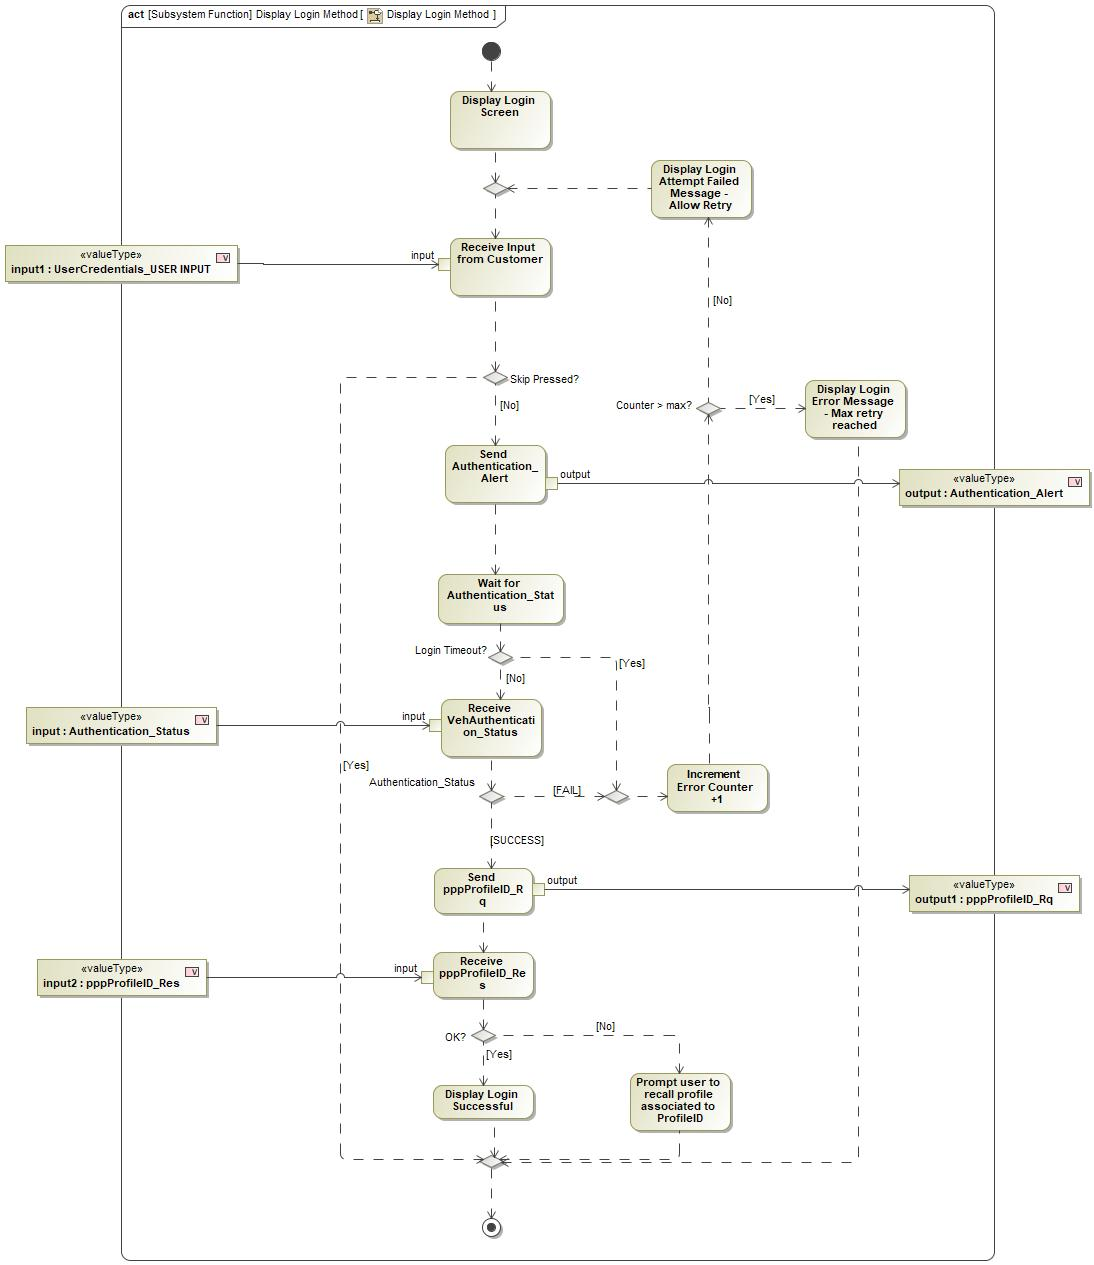 act [Subsystem Function] Display Login Method [ Display Login Method ]
Display Login
Screen
Display Login
Attempt Failed
Message -
Allow Retry
«valueType»
input1 : UserCredentials_USER INPUT
V
input
Receive Input
from Customer
[No]
Skip Pressed?
[No]
Counter > max?
[Yes]
Display Login
Error Message
- Max retry
reached
Send
Authentication_
Alert
output
«valueType»
output : Authentication_Alert
V
Wait for
Authentication_Stat
us
Login Timeout?
[Yes]
[No]
«valueType»
input : Authentication_Status
V
input
Receive
VehAuthenticati
on_Status
[Yes]
Authentication_Status
[FAIL]
Increment
Error Counter
+1
[SUCCESS]
Send
pppProfileID_R
q
output
«valueType»
output1 : pppProfileID_Rq
V
«valueType»
input2 : pppProfileID_Res
V
input
Receive
pppProfileID_Re
s
OK?
[No]
[Yes]
Display Login
Successful
Prompt user to
recall profile
associated to
ProfileID